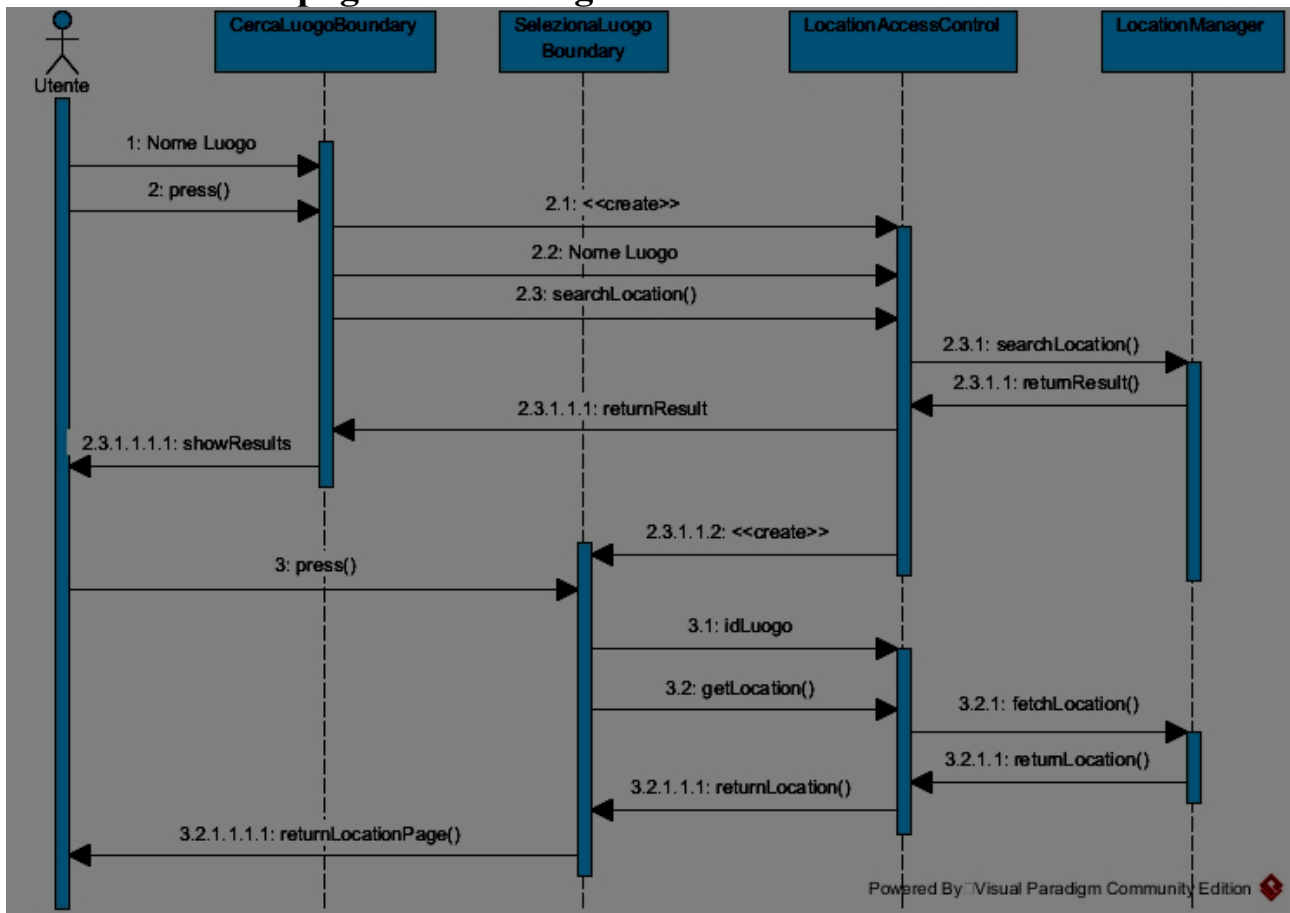 CercaLuogoBoundary
SelezionaLuogo
Boundary
LocationAccessControl
LocationManager
Utente
1: Nome Luogo
2: press()
2.1: <<create>>
2.2: Nome Luogo
2.3: searchLocation()
2.3.1: searchLocation()
2.3.1.1: returnResult()
2.3.1.1.1: returnResult
2.3.1.1.1.1: showResults
2.3.1.1.2: <<create>>
3: press()
3.1: idLuogo
3.2: getLocation()
3.2.1: fetchLocation()
3.2.1.1: returnLocation()
3.2.1.1.1: returnLocation()
3.2.1.1.1.1: returnLocationPage()
Powered By Visual Paradigm Community Edition